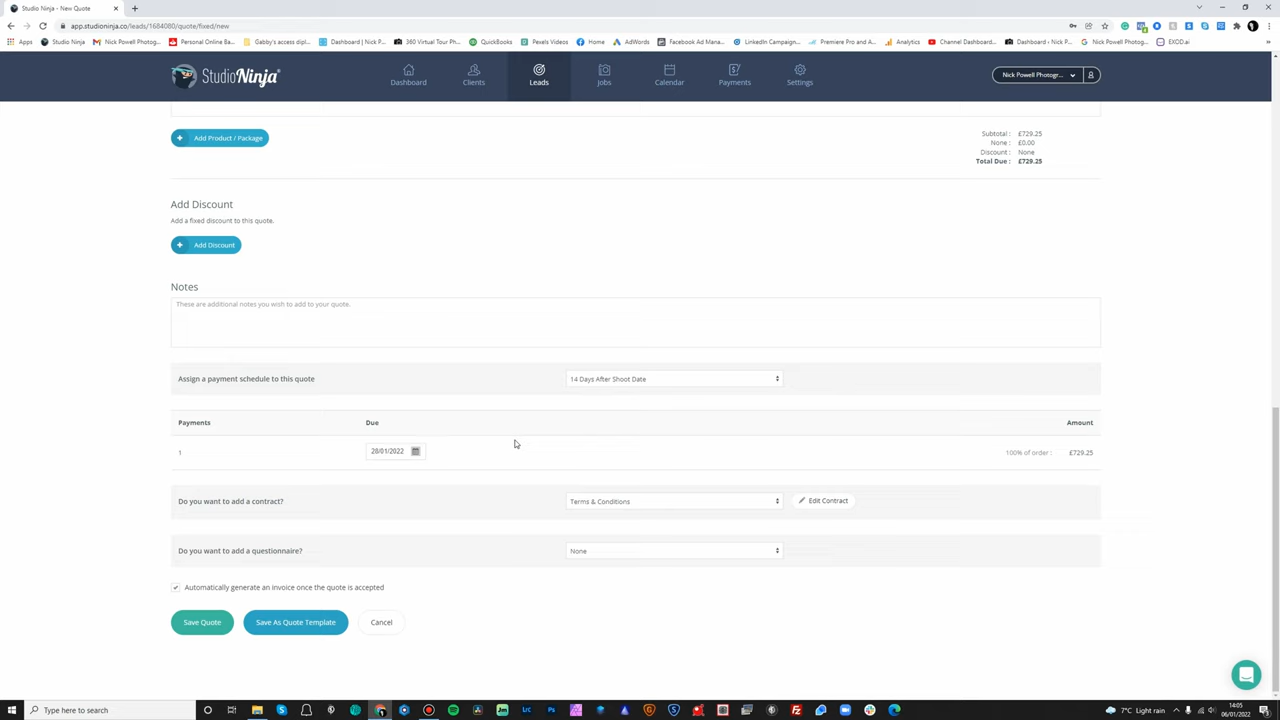 Studio Ninja - New Quote
app.studioninja.co/leads/1684080/quote/fixed/new
Apps
Studio Ninja
Nick Powell Photog...
Personal Online Ba...
Gabby's access dipl...
Dashboard | Nick P...
360 Virtual Tour Ph...
QuickBooks
Pexels Videos
Home
AdWords
Facebook Ad Mana...
LinkedIn Campaign...
Premiere Pro and A...
Analytics
Channel Dashboard...
Dashboard ‹ Nick P...
Nick Powell Photog...
EXOD.ai
StudioNinja
Dashboard
Clients
Leads
Jobs
Calendar
Payments
Settings
Nick Powell Photogr...
Add Product / Package
Subtotal : £729.25
None : £0.00
Discount : None
Total Due : £729.25
Add Discount
Add a fixed discount to this quote.
Add Discount
Notes
These are additional notes you wish to add to your quote.
Assign a payment schedule to this quote
14 Days After Shoot Date
Payments Due Amount
1 28/01/2022 100% of order : £729.25
Do you want to add a contract?
Terms & Conditions
Edit Contract
Do you want to add a questionnaire?
None
Automatically generate an invoice once the quote is accepted
Save Quote
Save As Quote Template
Cancel
Type here to search
7°C Light rain
14:05
06/01/2022